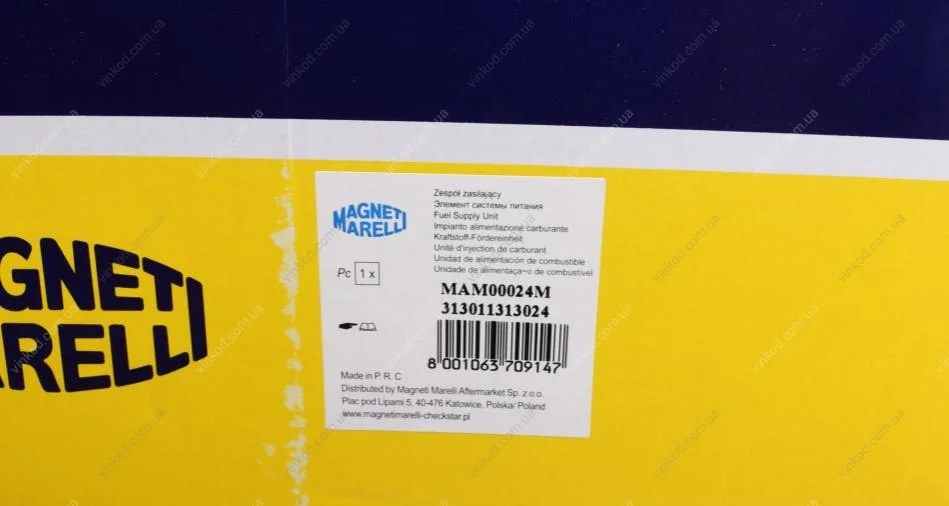 MAGNETI
MARELLI
Zespół zasilający
Элемент системы питания
Fuel Supply Unit
Impianto alimentazione carburante
Kraftstoff-Fördereinheit
Unité d'injection de carburant
Unidad de alimentación de combustible
Unidade de alimentaça¬o de combustível
Pc 1 x
MAM00024M
313011313024
8 001063 709147
Made in P. R. C
Distributed by Magneti Marelli Aftermarket Sp. z o.o.
Plac pod Lipami 5, 40-476 Katowice, Polska/ Poland
www.magnetimarelli-checkstar.pl
GNETI
ARELLI
vinkod.com.ua